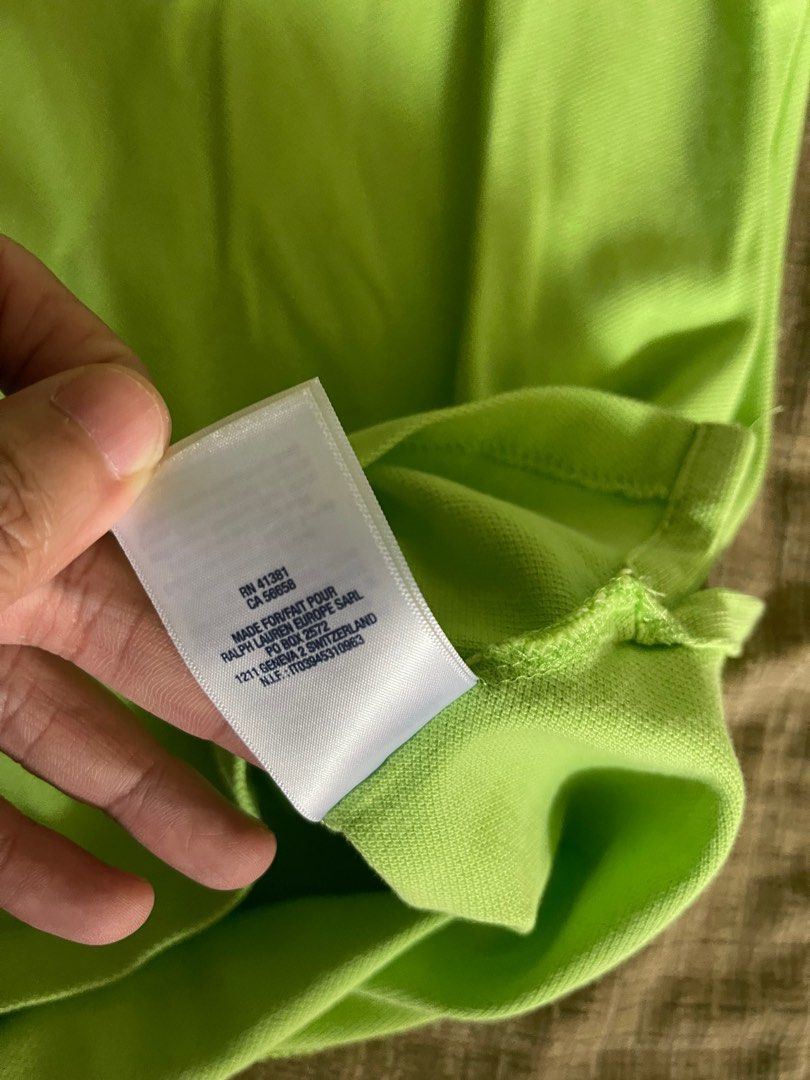 RN 41381
CA 56658
MADE FOR/FAIT POUR
RALPH LAUREN EUROPE SARL
PO BOX 2572
1211 GENEVA 2 SWITZERLAND
N.I.F.: IT03945310963